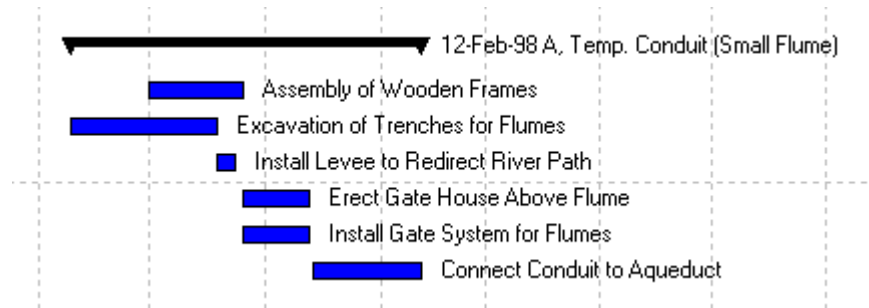 12-Feb-98 A, Temp. Conduit (Small Flume)
Assembly of Wooden Frames
Excavation of Trenches for Flumes
Install Levee to Redirect River Path
Erect Gate House Above Flume
Install Gate System for Flumes
Connect Conduit to Aqueduct